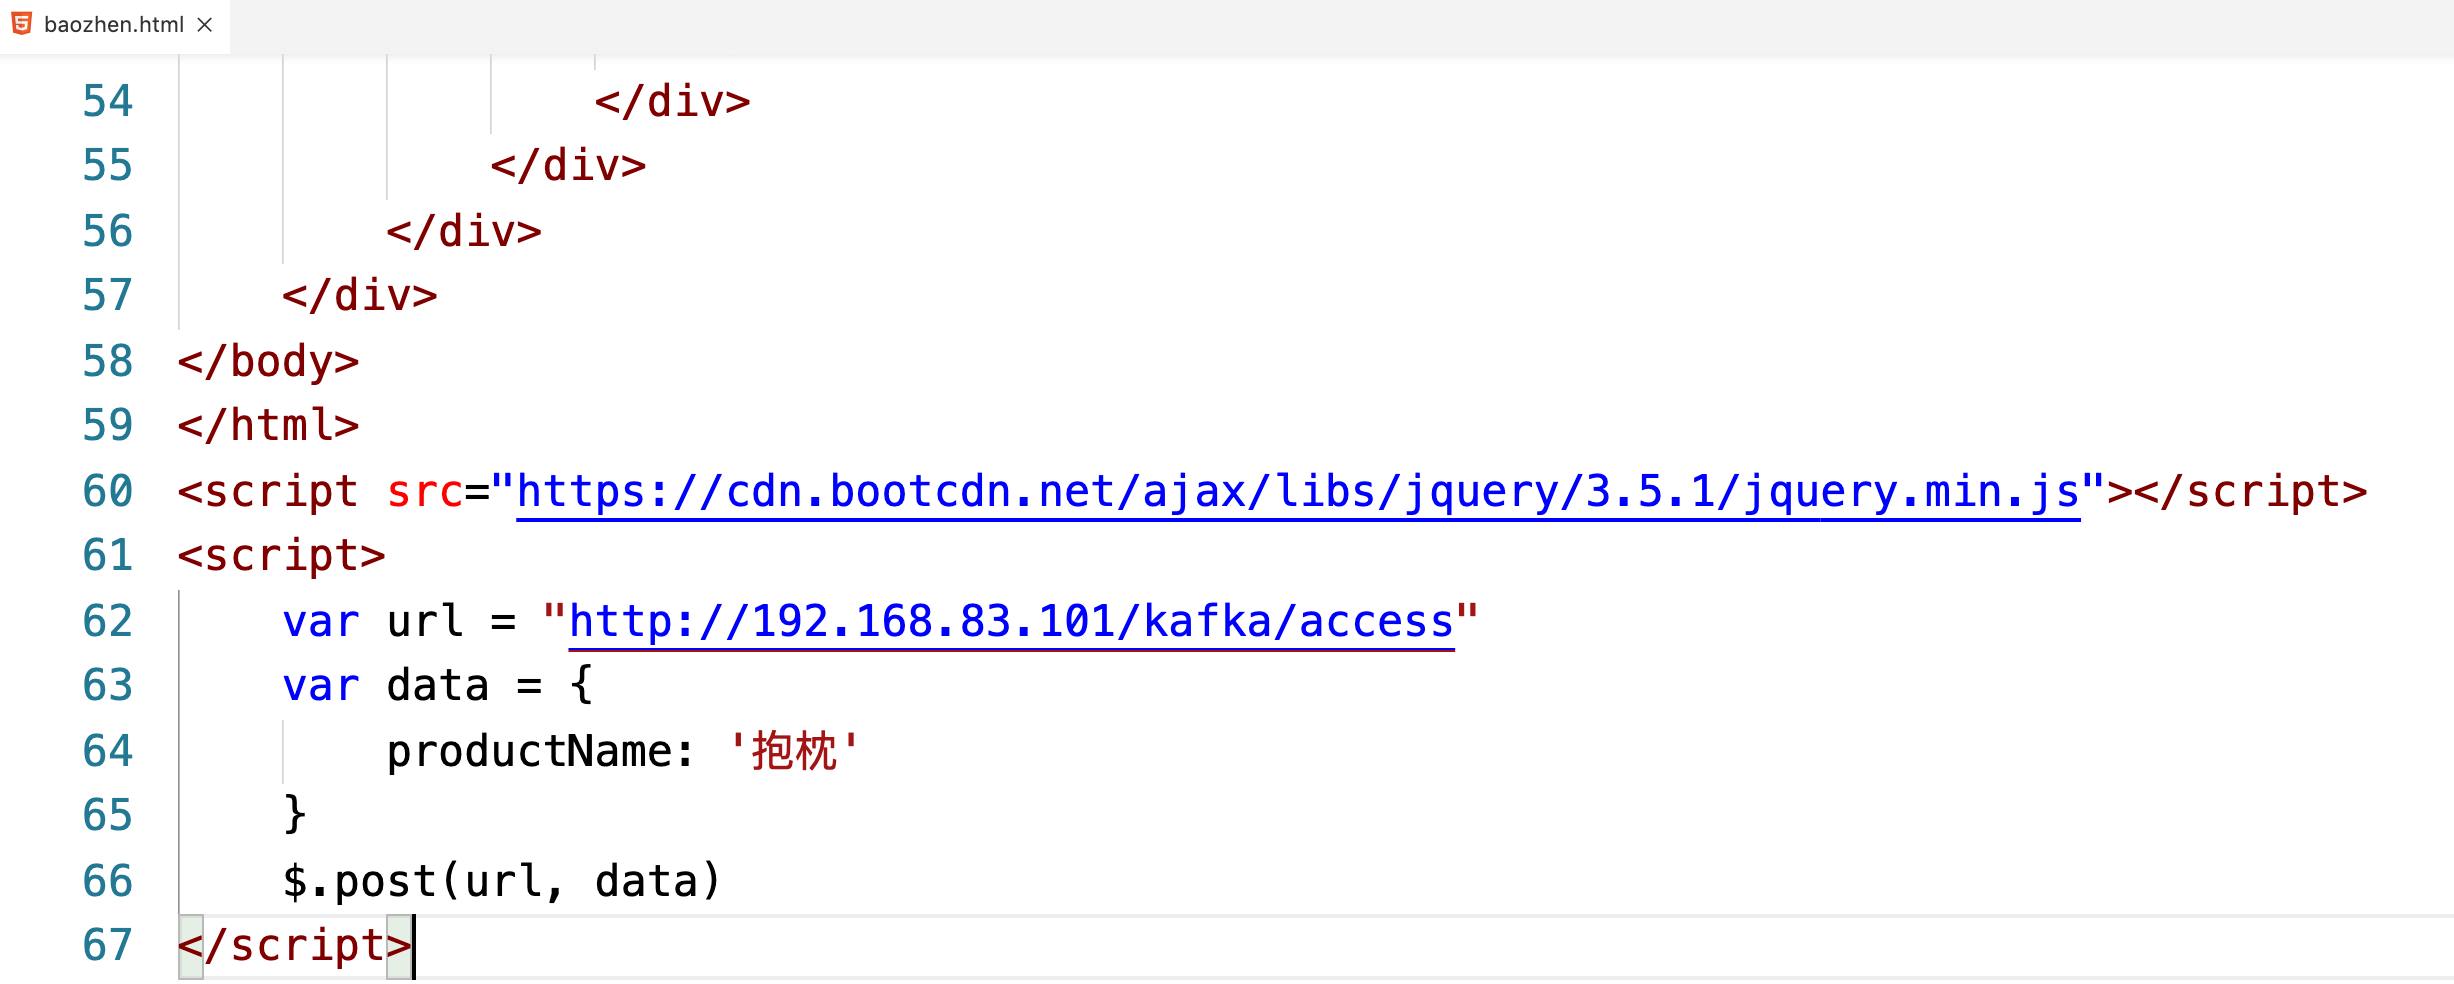 baozhen.html
54 </div>
55 </div>
56 </div>
57 </div>
58 </body>
59 </html>
60 <script src="https://cdn.bootcdn.net/ajax/libs/jquery/3.5.1/jquery.min.js"></script>
61 <script>
62 var url = "http://192.168.83.101/kafka/access"
63 var data = {
64 productName: '抱枕'
65 }
66 $.post(url, data)
67 </script>